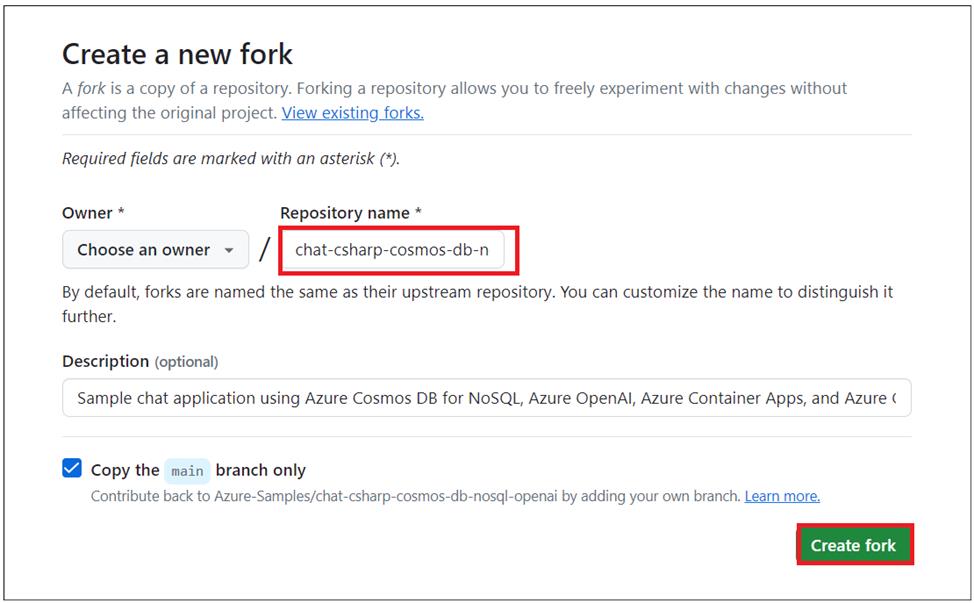 Create a new fork
A fork is a copy of a repository. Forking a repository allows you to freely experiment with changes without
affecting the original project. View existing forks.
Required fields are marked with an asterisk (*).
Owner * Repository name *
Choose an owner / chat-csharp-cosmos-db-n
By default, forks are named the same as their upstream repository. You can customize the name to distinguish it
further.
Description (optional)
Sample chat application using Azure Cosmos DB for NoSQL, Azure OpenAI, Azure Container Apps, and Azure
Copy the main branch only
Contribute back to Azure-Samples/chat-csharp-cosmos-db-nosql-openai by adding your own branch. Learn more.
Create fork